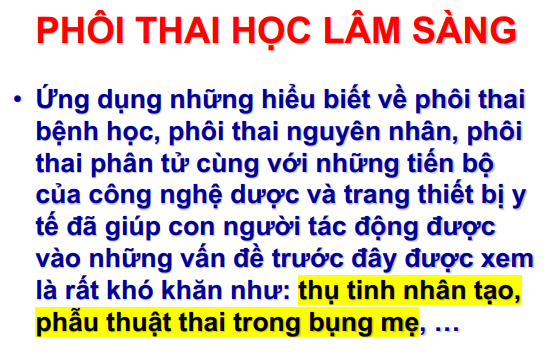 PHÔI THAI HỌC LÂM SÀNG
• Ứng dụng những hiểu biết về phôi thai
bệnh học, phôi thai nguyên nhân, phôi
thai phân tử cùng với những tiến bộ
của công nghệ dược và trang thiết bị y
tế đã giúp con người tác động được
vào những vấn đề trước đây được xem
là rất khó khăn như: thụ tinh nhân tạo,
phẫu thuật thai trong bụng mẹ, …